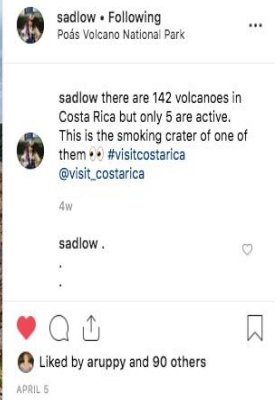 sadlow • Following
Poás Volcano National Park
...
sadlow there are 142 volcanoes in
Costa Rica but only 5 are active.
This is the smoking crater of one of
them 👀 #visitcostarica
@visit_costarica
4w
sadlow .
.
.
Liked by aruppy and 90 others
APRIL 5